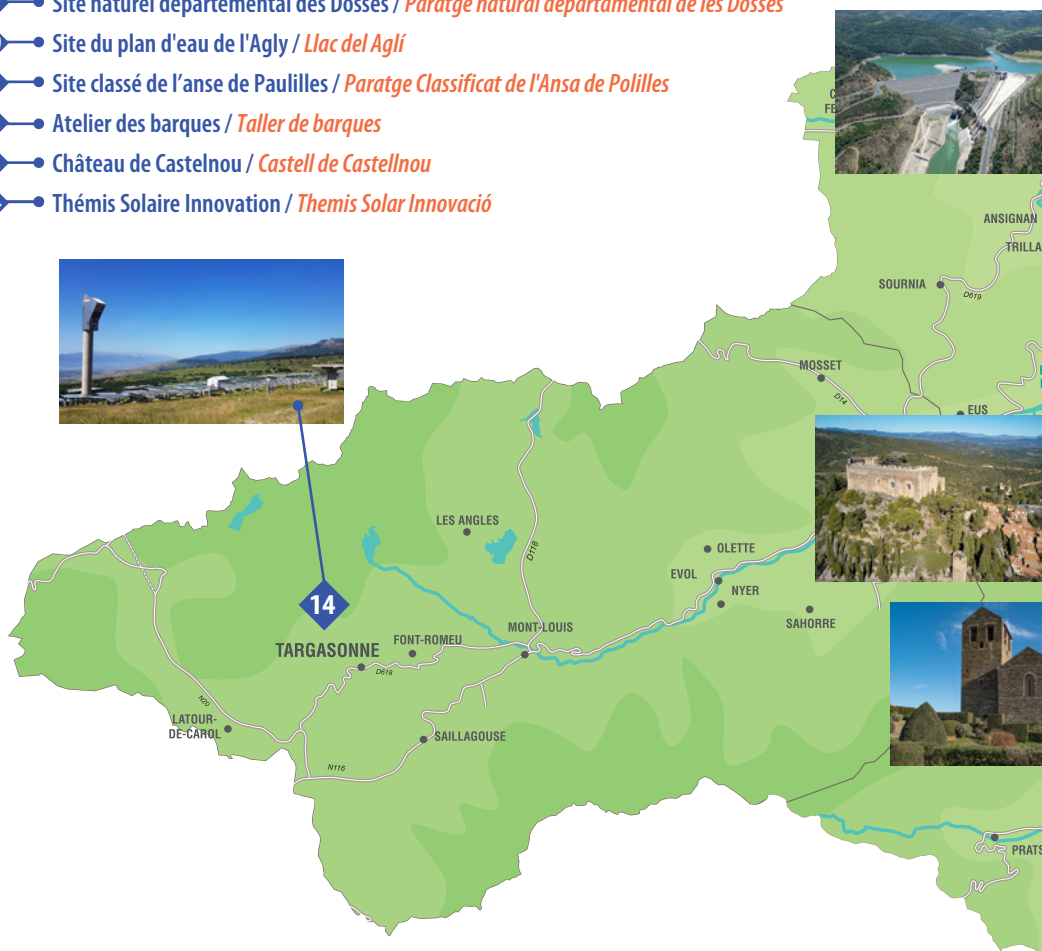 Site naturel départemental des Dosses / Paratge natural departamental de les Dosses
Site du plan d'eau de l'Agly / Llac del Aglí
Site classé de l'anse de Paulilles / Paratge Classificat de l'Ansa de Polilles
Atelier des barques / Taller de barques
Château de Castelnou / Castell de Castellnou
Thémis Solaire Innovation / Themis Solar Innovació
ANSIGNAN
TRILLA
SOURNIA
D619
MOSSET
D14
EUS
LES ANGLES
D118
OLETTE
EVOL
NYER
SAHORRE
14
TARGASONNE
FONT-ROMEU
MONT-LOUIS
D618
N20
LATOUR-
DE-CAROL
SAILLAGOUSE
N116
PRATS